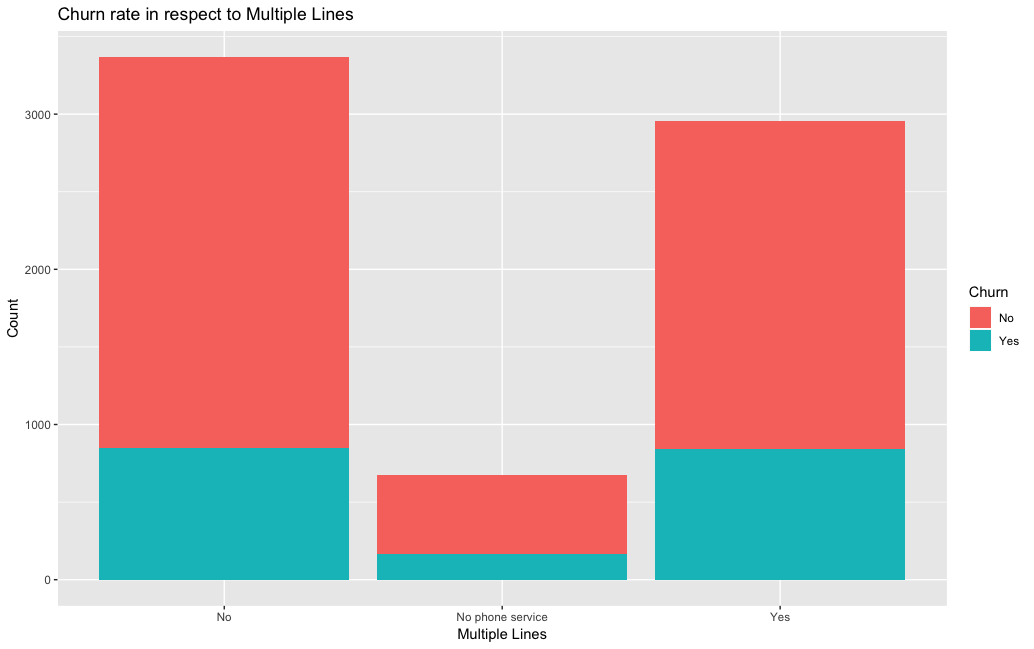 Churn rate in respect to Multiple Lines
Count
3000
2000
1000
0
No
No phone service
Yes
Multiple Lines
Churn
No
Yes